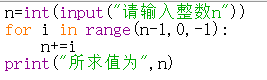 n=int(input("请输入整数n"))
for i in range(n-1,0,-1):
    n+=i
print("所求值为",n)